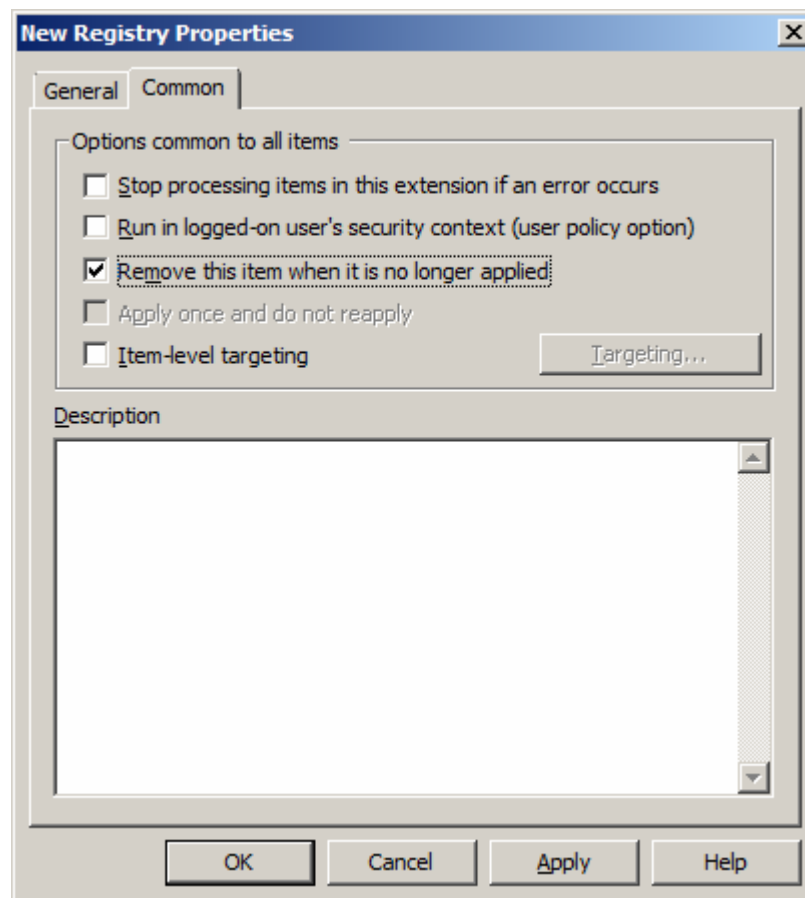 New Registry Properties
General Common
Options common to all items
Stop processing items in this extension if an error occurs
Run in logged-on user's security context (user policy option)
Remove this item when it is no longer applied
Apply once and do not reapply
Item-level targeting Targeting...
Description
OK Cancel Apply Help